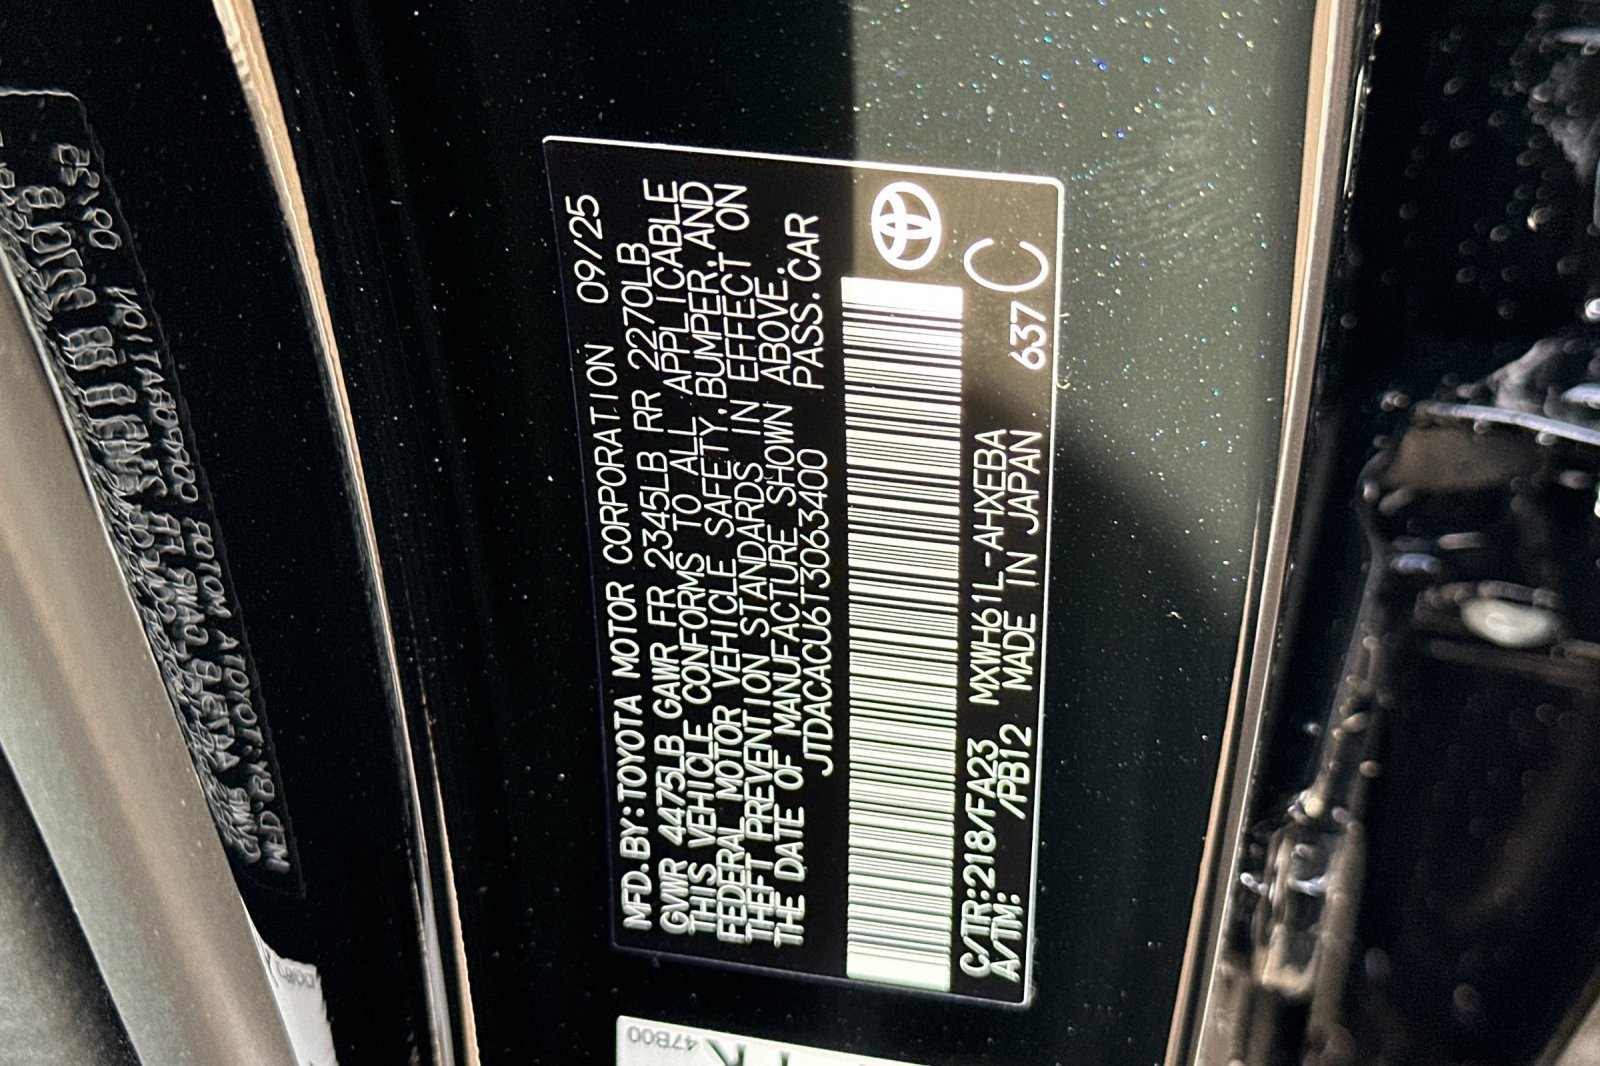 MFD.BY:TOYOTA MOTOR CORPORATION 09/25
GVWR 4475LB GAWR FR 2345LB RR 2270LB
THIS VEHICLE CONFORMS TO ALL APPLICABLE
FEDERAL MOTOR VEHICLE SAFETY,BUMPER,AND
THEFT PREVENTION STANDARDS IN EFFECT ON
THE DATE OF MANUFACTURE SHOWN ABOVE.
JTDACACU6T3063400 PASS.CAR
C/TR:218/FA23 MXWH61L-AHXEBA
A/TM: /PB12 MADE IN JAPAN 637 C
47B00